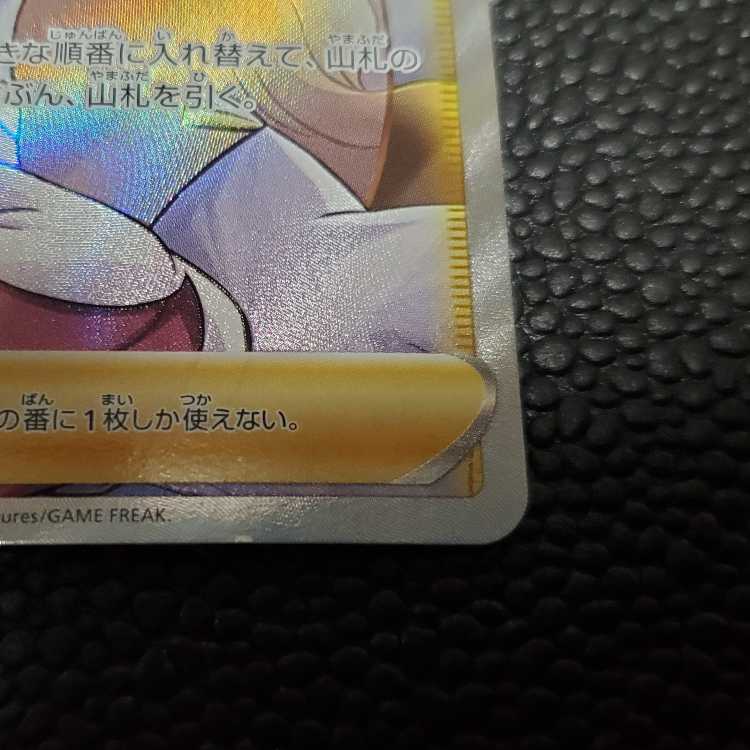 きな順番に入れ替えて、山札の
ぶん、山札を引ぐ。
の番に1枚しか使えない。
ures/GAME FREAK.